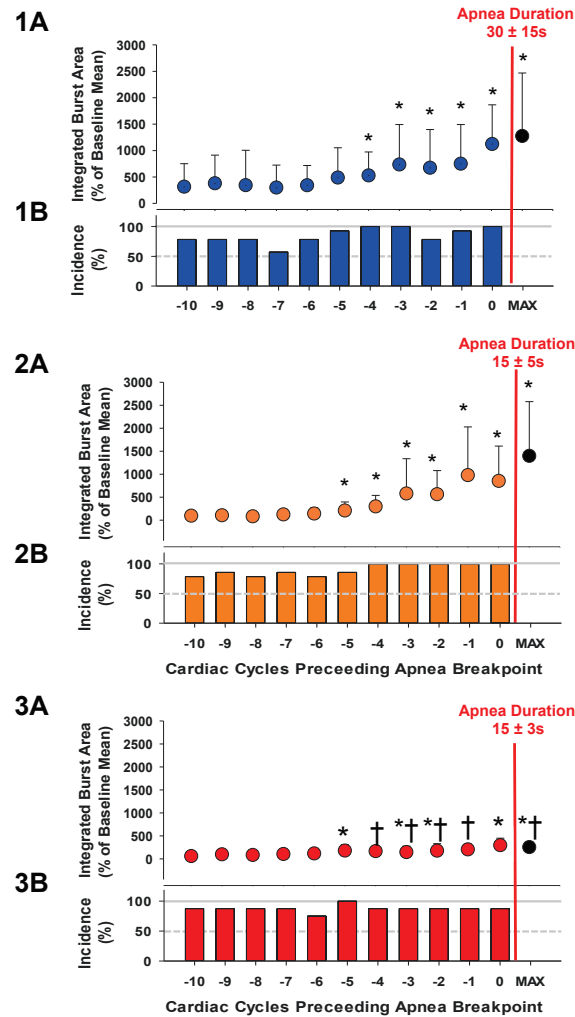 1A
Apnea Duration
30 ± 15s
Integrated Burst Area
(% of Baseline Mean)
3000
2500
2000
1500
1000
500
0
* * * * * *
1B
Incidence
(%)
100
50
0
-10 -9 -8 -7 -6 -5 -4 -3 -2 -1 0 MAX
2A
Apnea Duration
15 ± 5s
Integrated Burst Area
(% of Baseline Mean)
3000
2500
2000
1500
1000
500
0
* * * * * * *
2B
Incidence
(%)
100
50
0
-10 -9 -8 -7 -6 -5 -4 -3 -2 -1 0 MAX
Cardiac Cycles Preceeding Apnea Breakpoint
3A
Apnea Duration
15 ± 3s
Integrated Burst Area
(% of Baseline Mean)
3000
2500
2000
1500
1000
500
0
* † *† *† † * *†
3B
Incidence
(%)
100
50
0
-10 -9 -8 -7 -6 -5 -4 -3 -2 -1 0 MAX
Cardiac Cycles Preceeding Apnea Breakpoint